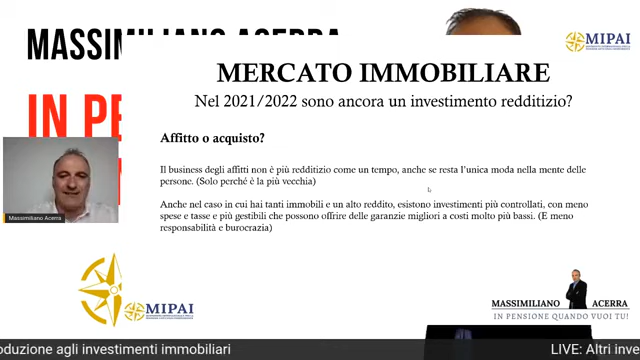 MASSIMILIANO ACERRA
IN PE
MIPAI
MERCATO IMMOBILIARE
Nel 2021/2022 sono ancora un investimento redditizio?
Affitto o acquisto?
Il business degli affitti non è più redditizio come un tempo, anche se resta l'unica moda nella mente delle
persone. (Solo perché è la più vecchia)
Anche nel caso in cui hai tanti immobili e un alto reddito, esistono investimenti più controllati, con meno
spese e tasse e più gestibili che possono offrire delle garanzie migliori a costi molto più bassi. (E meno
responsabilità e burocrazia)
Massimiliano Acerra
MIPAI
MASSIMILIANO ACERRA
IN PENSIONE QUANDO VUOI TU!
oduzione agli investimenti immobiliari
LIVE: Altri inve